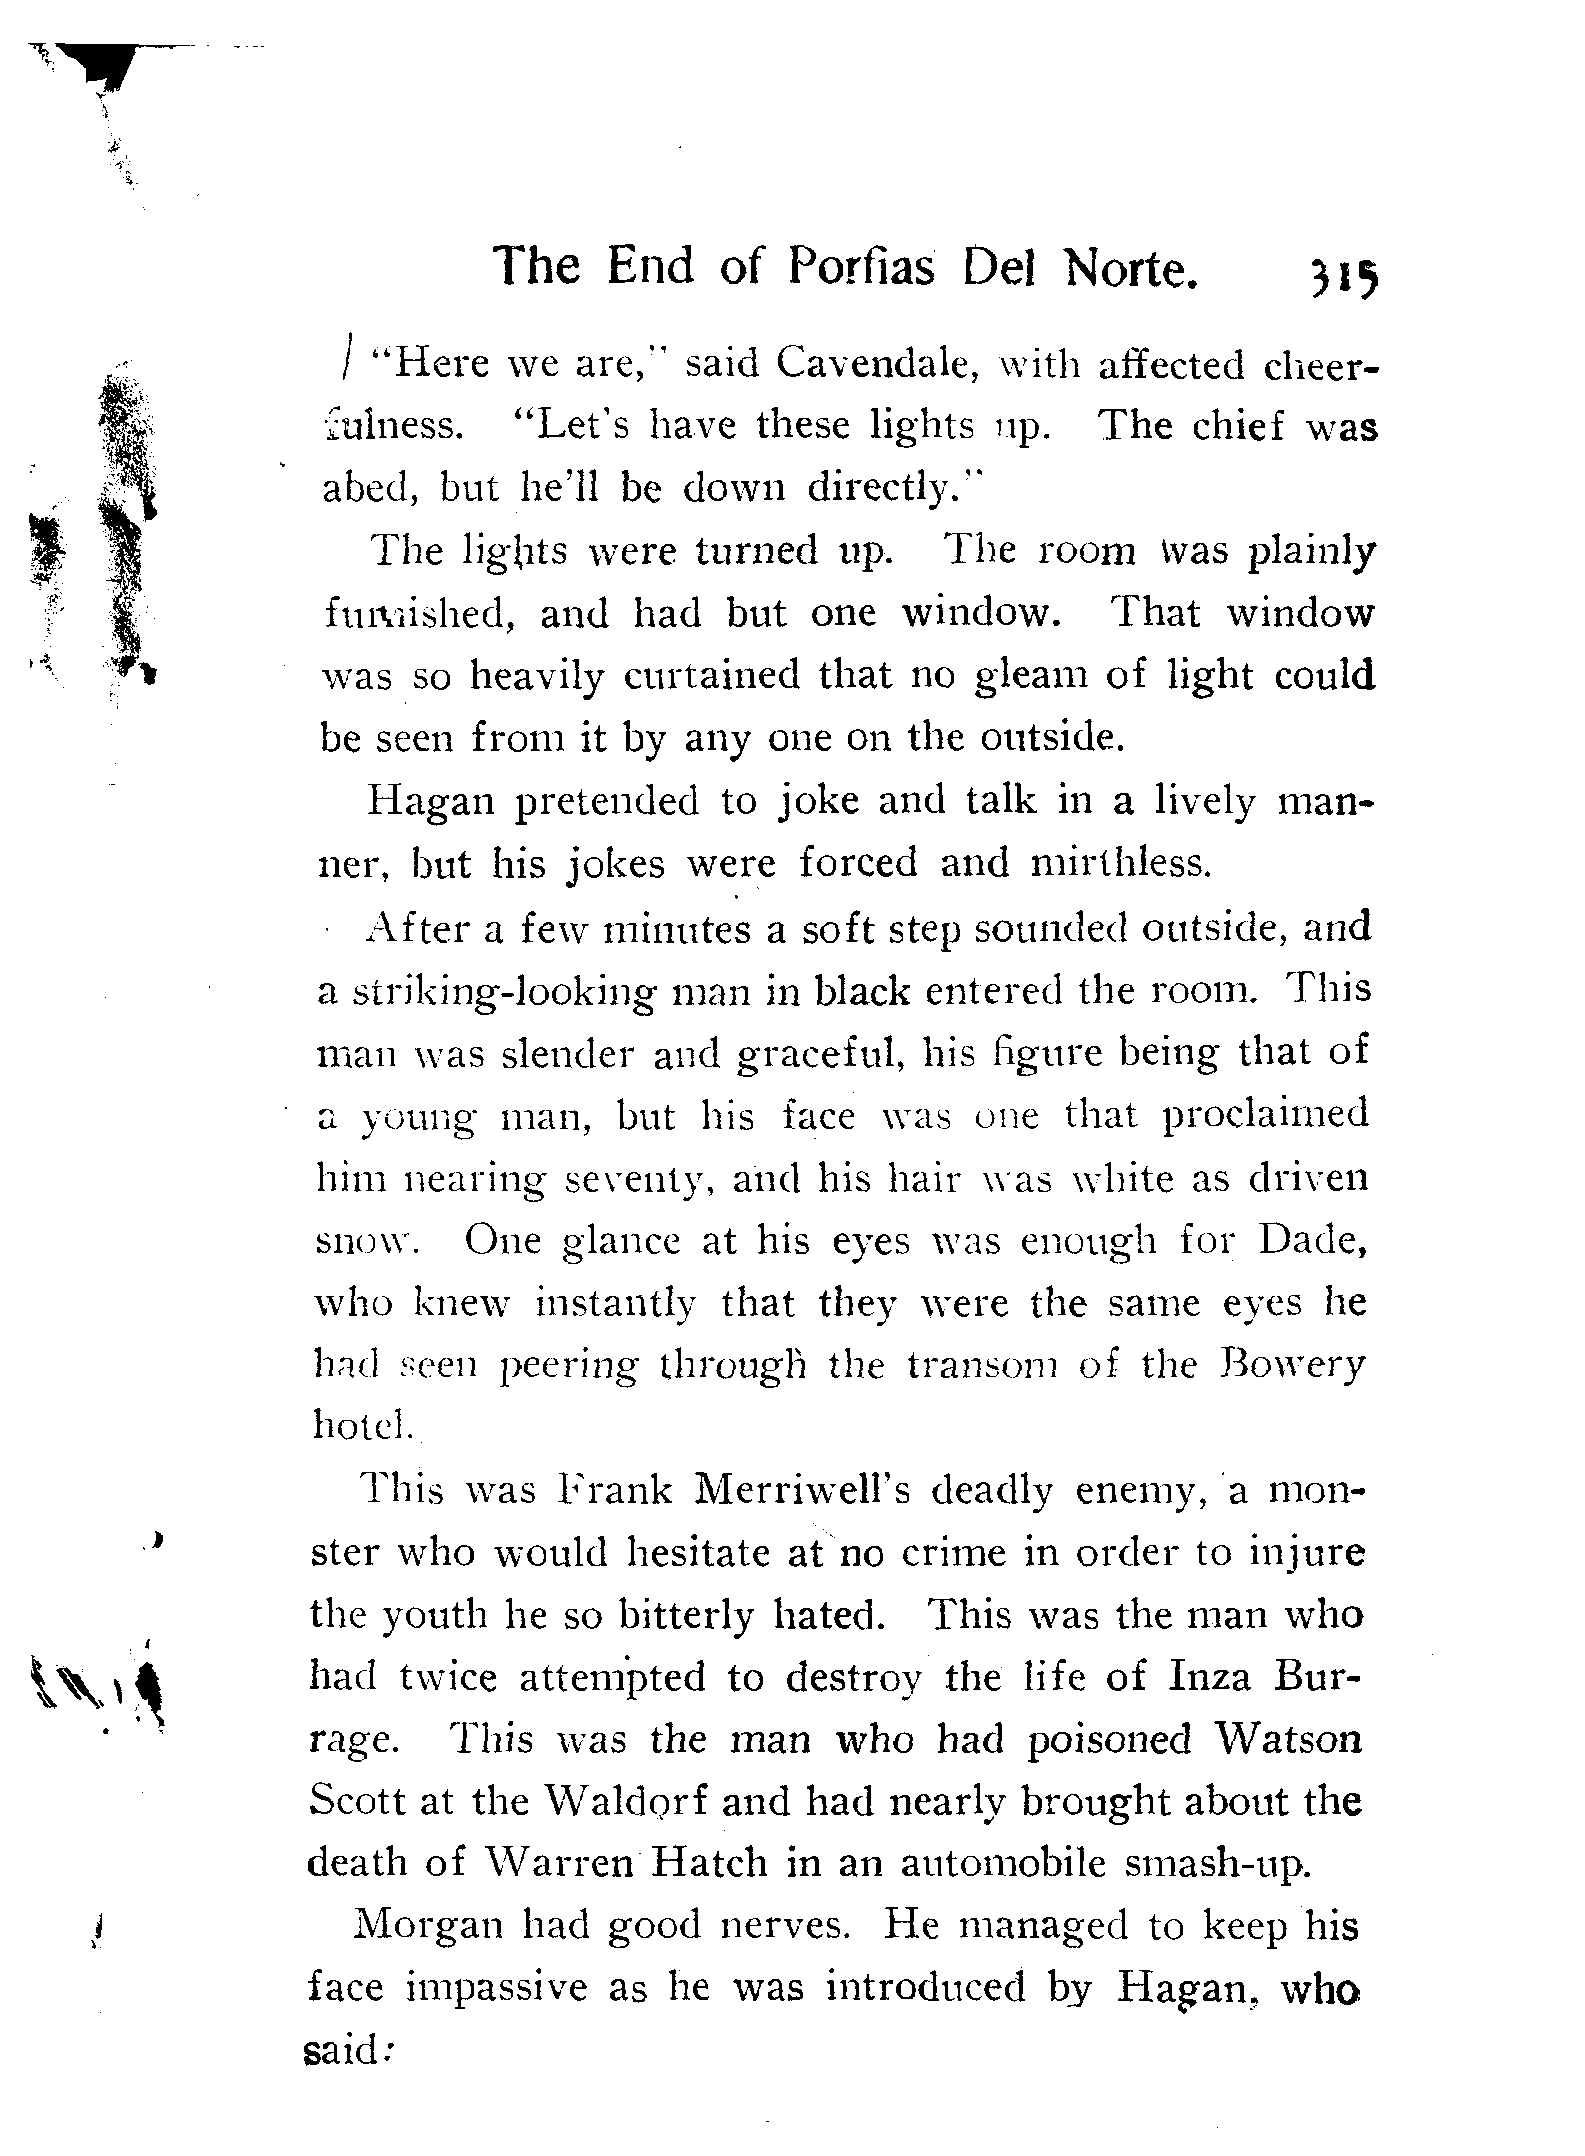 The End of Porfias Del Norte. 315
"Here we are," said Cavendale, with affected cheer-
fulness. "Let's have these lights up. The chief was
abed, but he'll be down directly."
The lights were turned up. The room was plainly
furnished, and had but one window. That window
was so heavily curtained that no gleam of light could
be seen from it by any one on the outside.
Hagan pretended to joke and talk in a lively man-
ner, but his jokes were forced and mirthless.
After a few minutes a soft step sounded outside, and
a striking-looking man in black entered the room. This
man was slender and graceful, his figure being that of
a young man, but his face was one that proclaimed
him nearing seventy, and his hair was white as driven
snow. One glance at his eyes was enough for Dade,
who knew instantly that they were the same eyes he
had seen peering through the transom of the Bowery
hotel.
This was Frank Merriwell's deadly enemy, a mon-
ster who would hesitate at no crime in order to injure
the youth he so bitterly hated. This was the man who
had twice attempted to destroy the life of Inza Bur-
rage. This was the man who had poisoned Watson
Scott at the Waldorf and had nearly brought about the
death of Warren Hatch in an automobile smash-up.
Morgan had good nerves. He managed to keep his
face impassive as he was introduced by Hagan, who
said: